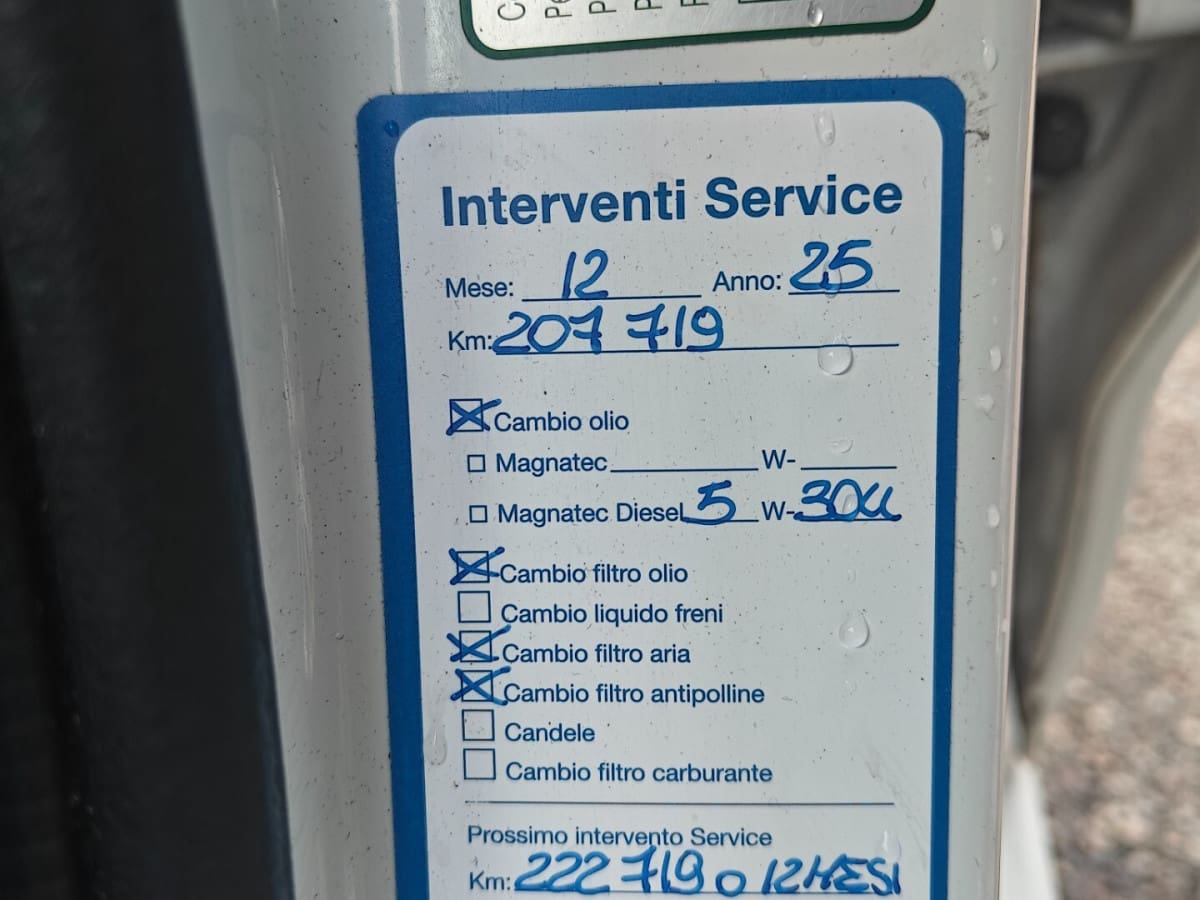 Interventi Service
Mese: 12 Anno: 25
Km: 207 719
Cambio olio
Magnatec W-
Magnatec Diesel 5 W-30
Cambio filtro olio
Cambio liquido freni
Cambio filtro aria
Cambio filtro antipolline
Candele
Cambio filtro carburante
Prossimo intervento Service
Km: 222 719 o 12 MESI